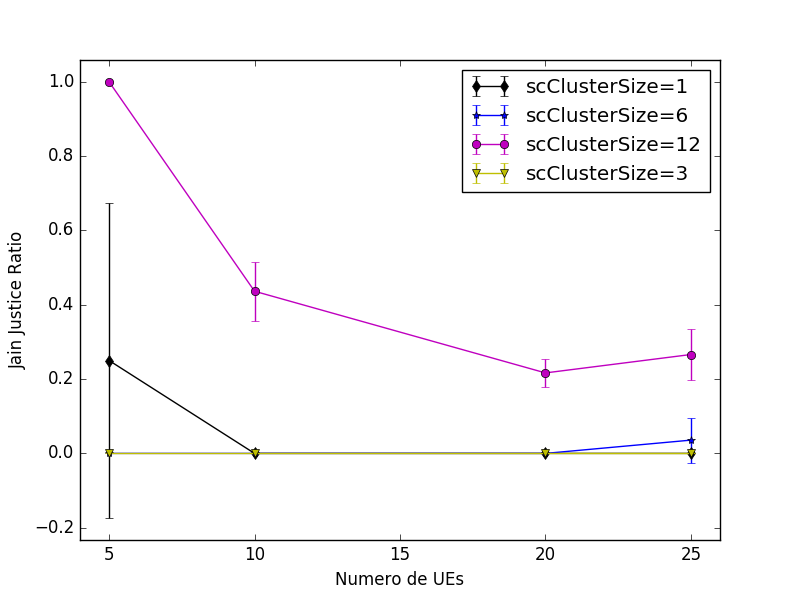 1.0
0.8
0.6
0.4
0.2
0.0
−0.2
Jain Justice Ratio
scClusterSize=1
scClusterSize=6
scClusterSize=12
scClusterSize=3
5
10
15
20
25
Numero de UEs